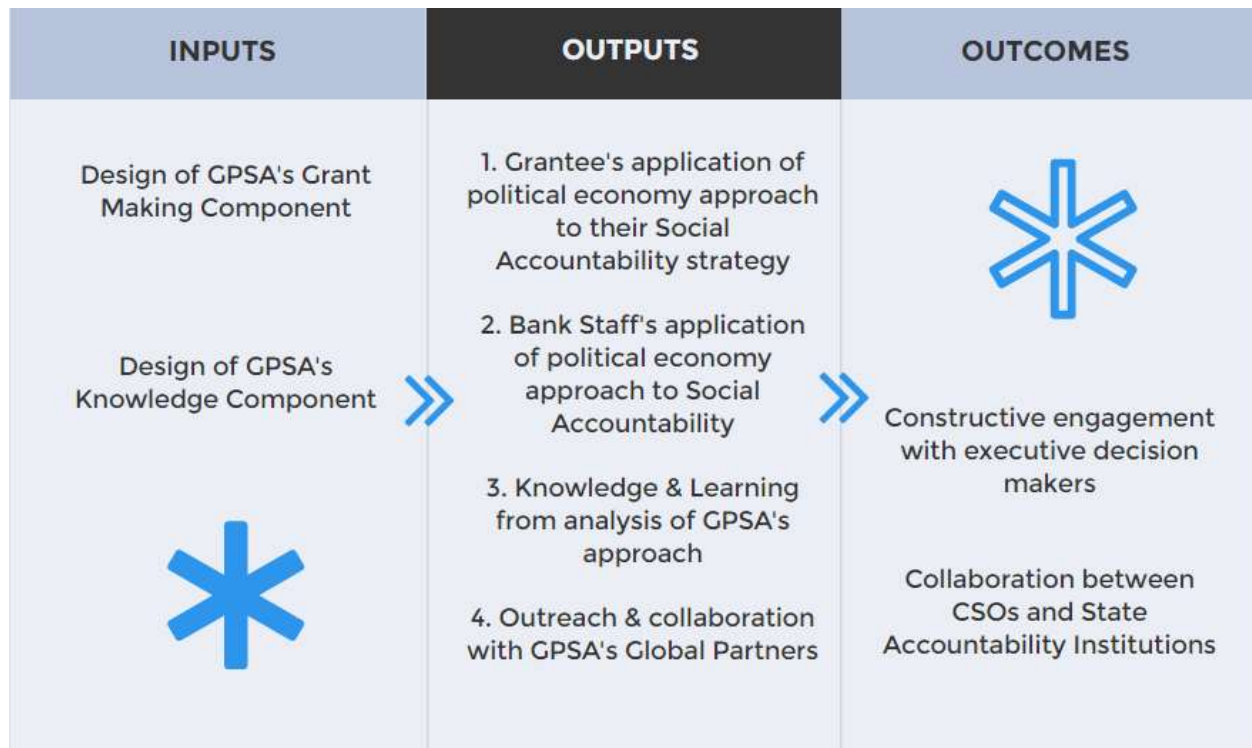 INPUTS
OUTPUTS
OUTCOMES
Design of GPSA's Grant
Making Component
Design of GPSA's
Knowledge Component
1. Grantee's application of
political economy approach
to their Social
Accountability strategy
2. Bank Staff's application
of political economy
approach to Social
Accountability
3. Knowledge & Learning
from analysis of GPSA's
approach
4. Outreach & collaboration
with GPSA's Global Partners
Constructive engagement
with executive decision
makers
Collaboration between
CSOs and State
Accountability Institutions